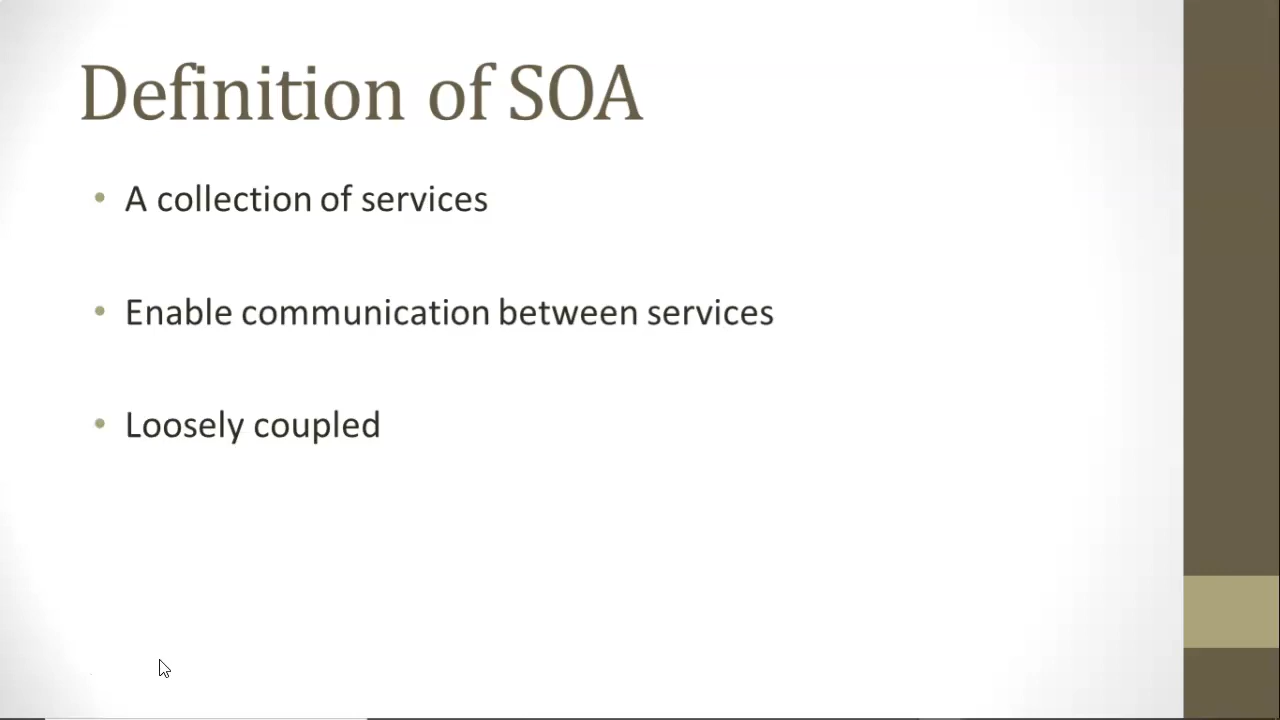 Definition of SOA
• A collection of services
• Enable communication between services
• Loosely coupled